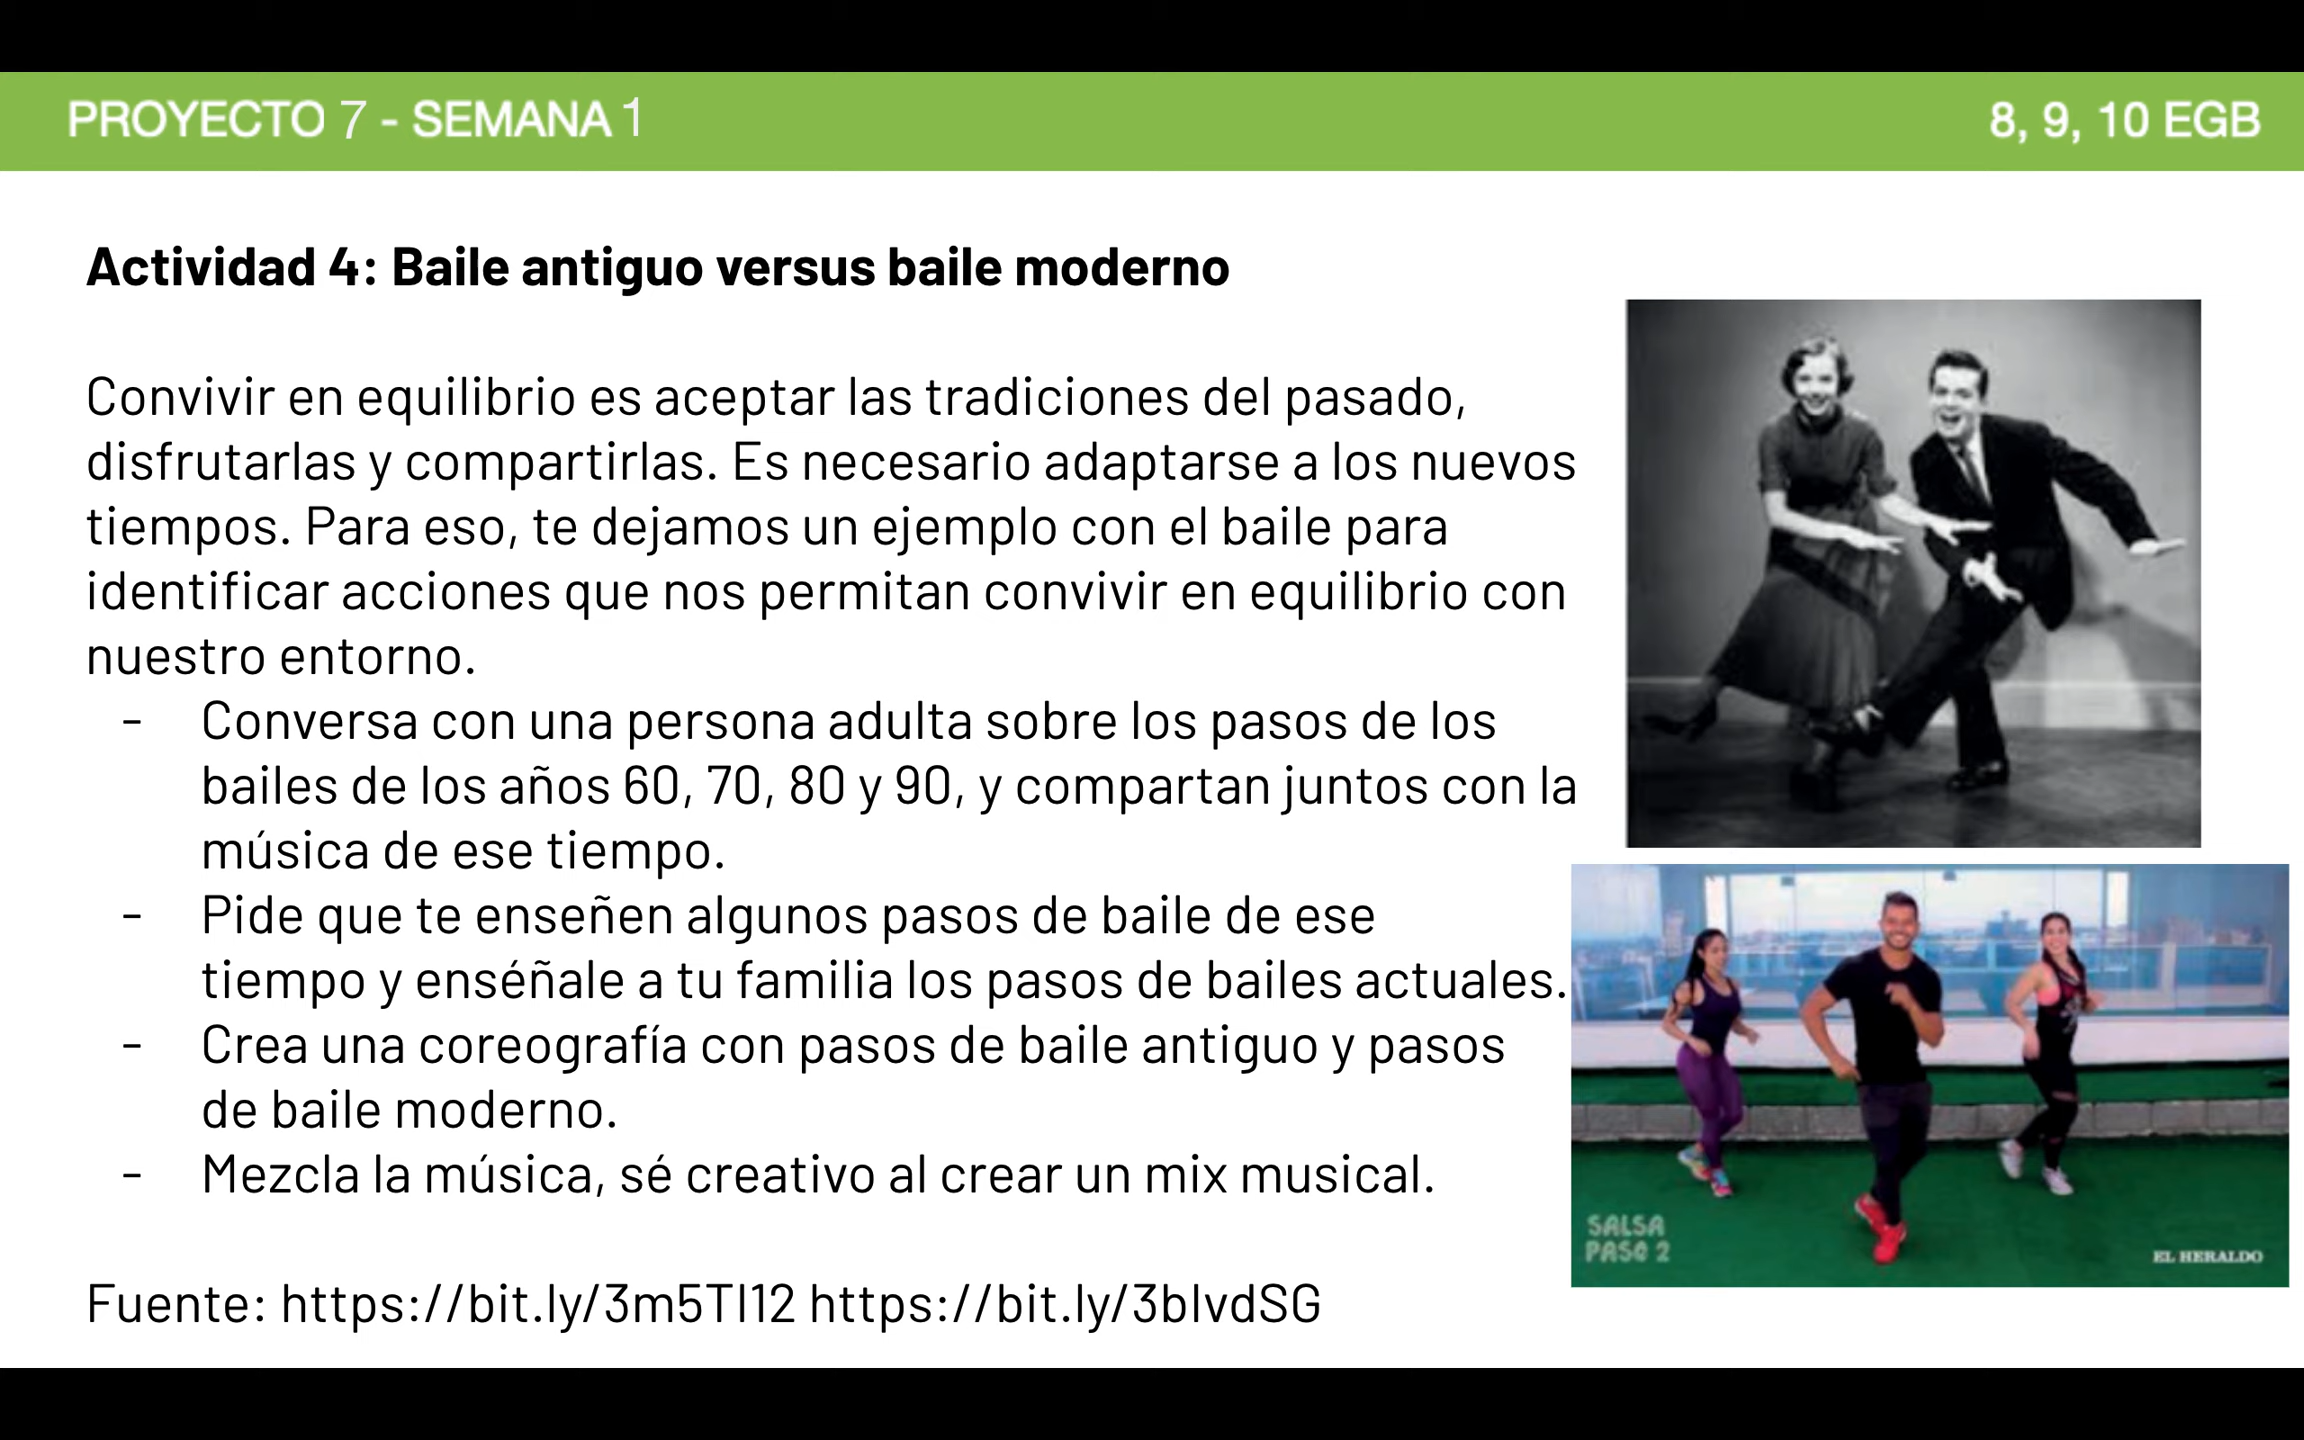 PROYECTO 7 - SEMANA 1
8, 9, 10 EGB
Actividad 4: Baile antiguo versus baile moderno
Convivir en equilibrio es aceptar las tradiciones del pasado,
disfrutarlas y compartirlas. Es necesario adaptarse a los nuevos
tiempos. Para eso, te dejamos un ejemplo con el baile para
identificar acciones que nos permitan convivir en equilibrio con
nuestro entorno.
- Conversa con una persona adulta sobre los pasos de los
bailes de los años 60, 70, 80 y 90, y compartan juntos con la
música de ese tiempo.
- Pide que te enseñen algunos pasos de baile de ese
tiempo y enséñale a tu familia los pasos de bailes actuales.
- Crea una coreografía con pasos de baile antiguo y pasos
de baile moderno.
- Mezcla la música, sé creativo al crear un mix musical.
Fuente: https://bit.ly/3m5TI12 https://bit.ly/3blvdSG
SALSA
PASO 2
EL HERALDO